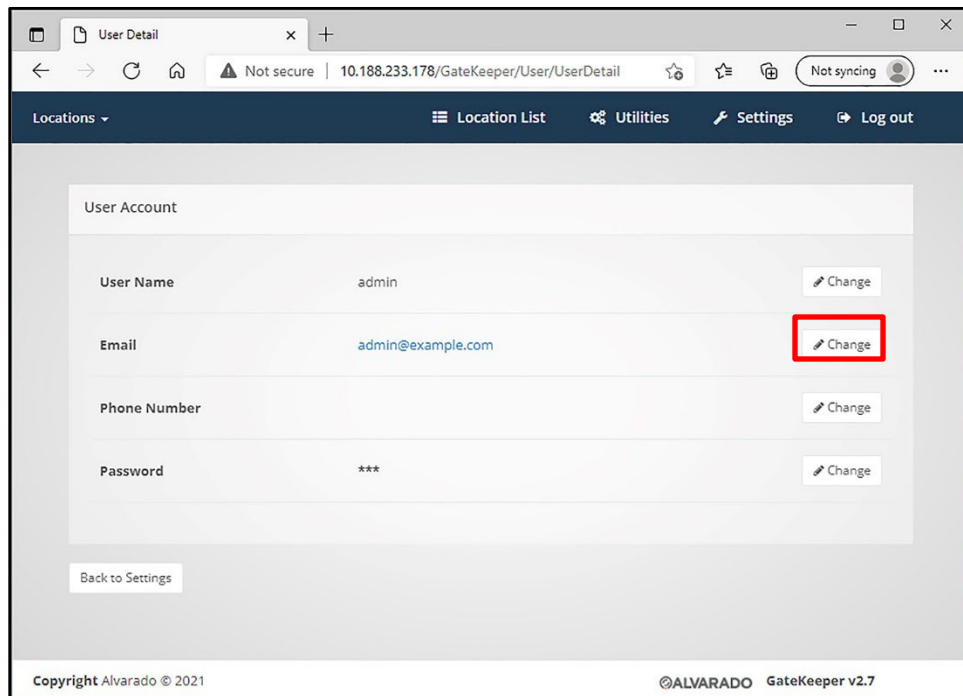 User Detail
Not secure | 10.188.233.178/GateKeeper/User/UserDetail Not syncing
Locations Location List Utilities Settings Log out
User Account
User Name admin Change
Email admin@example.com Change
Phone Number Change
Password *** Change
Back to Settings
Copyright Alvarado © 2021 ALVARADO GateKeeper v2.7